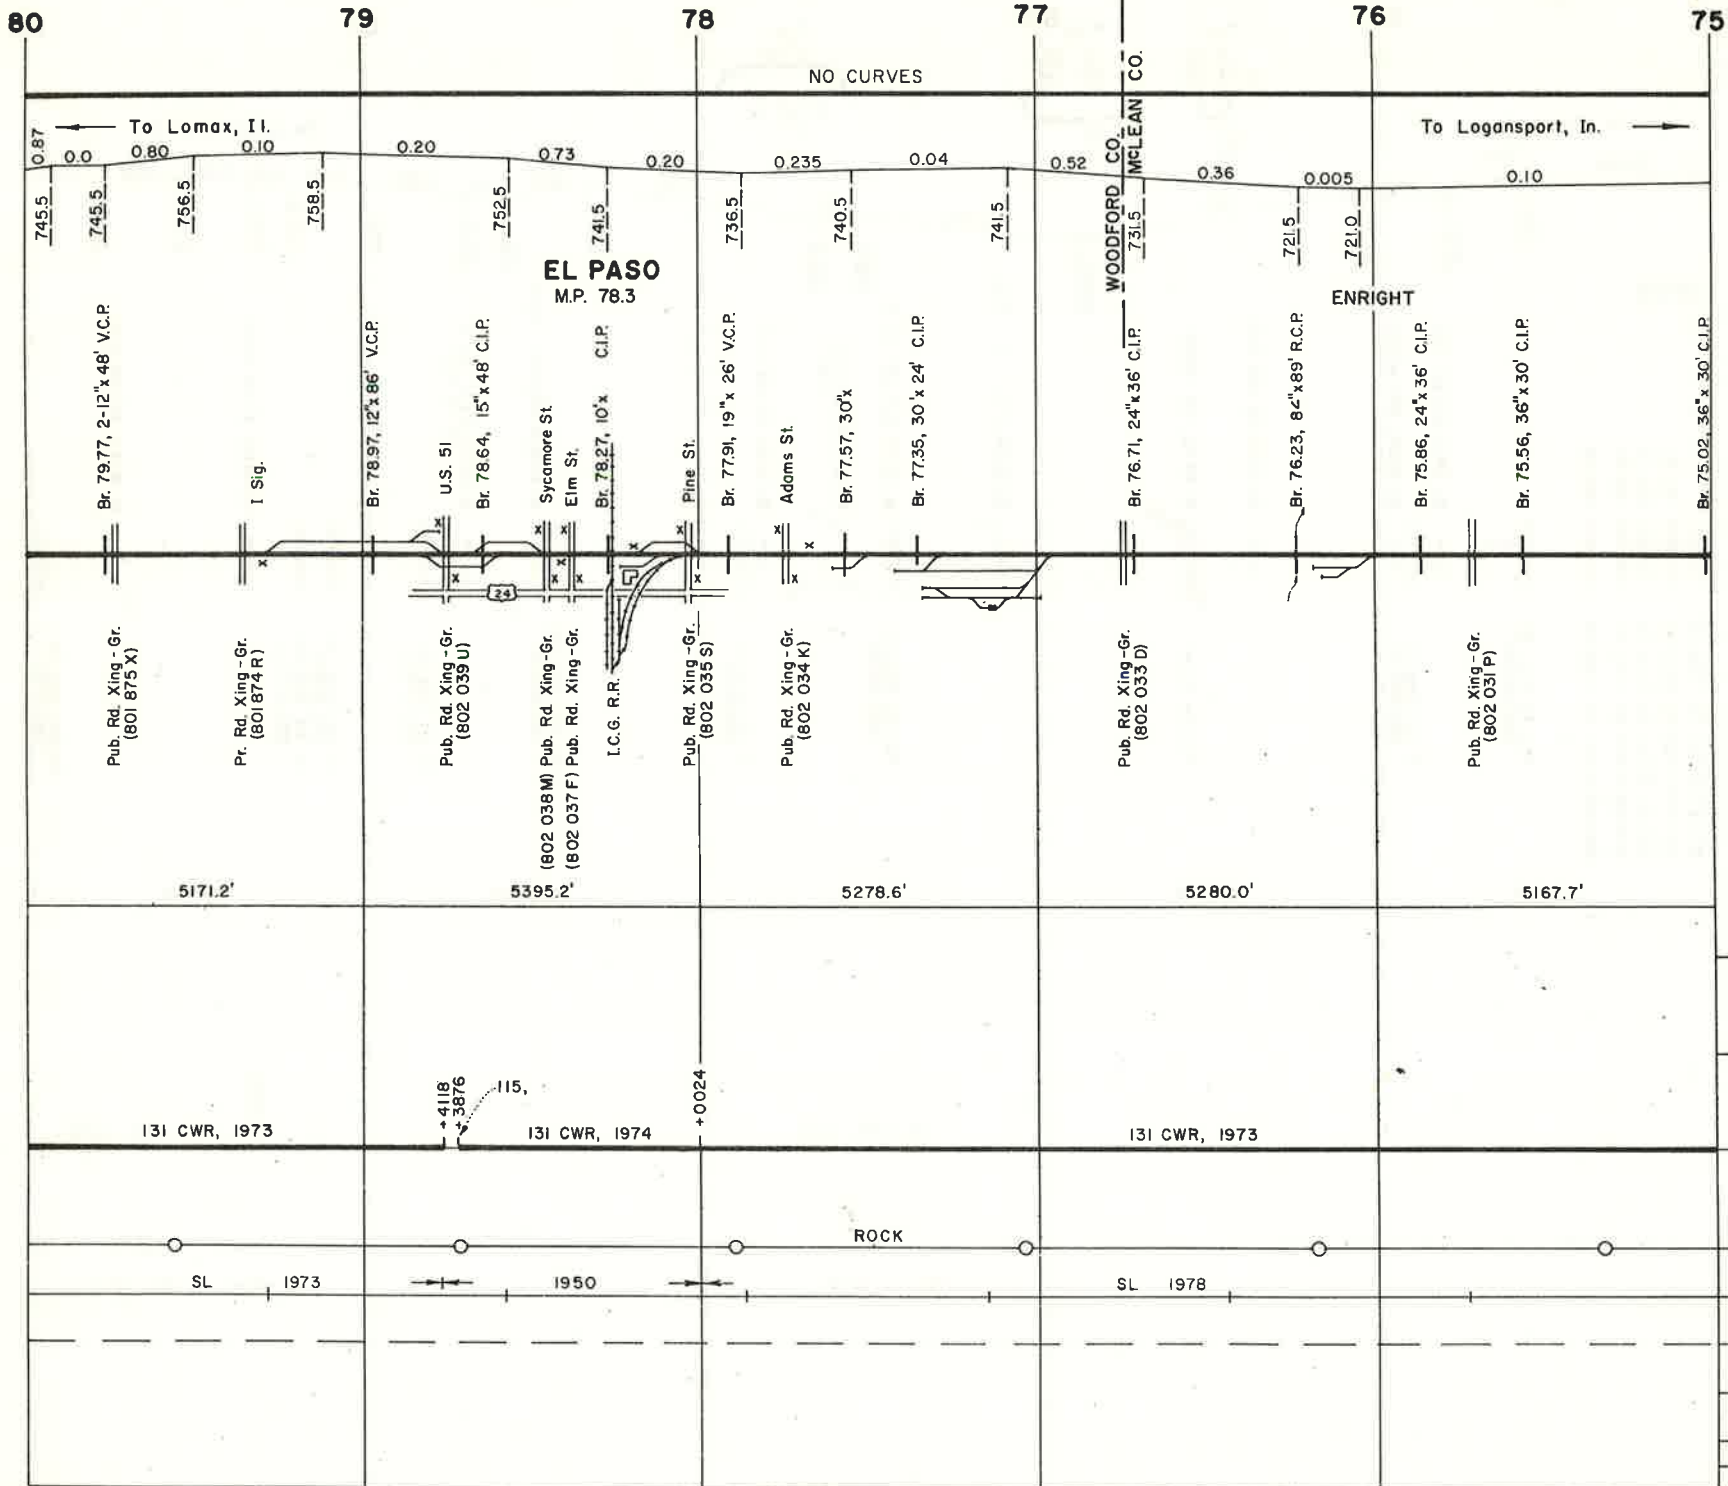 80 79 78 77 76 75
NO CURVES
WOODFORD CO.
McLEAN CO.
To Lomax, Il.
To Logansport, In.
0.87 0.0 0.80 0.10 0.20 0.73 0.20 0.235 0.04 0.52 0.36 0.005 0.10
745.5 745.5 756.5 758.5 752.5 741.5 736.5 740.5 741.5 731.5 721.5 721.0
EL PASO
M.P. 78.3
ENRIGHT
Br. 79.77, 2-12"x 48' V.C.P.
I Sig.
Br. 78.97, 12"x 86' V.C.P.
U.S. 51
Br. 78.64, 15"x 48' C.I.P.
Sycamore St.
Elm St.
Br. 78.27, 10'x C.I.P.
Pine St.
Br. 77.91, 19"x 26' V.C.P.
Adams St.
Br. 77.57, 30"x
Br. 77.35, 30'x 24' C.I.P.
Br. 76.71, 24"x 36' C.I.P.
Br. 76.23, 84"x 89' R.C.P.
Br. 75.86, 24"x 36' C.I.P.
Br. 75.56, 36"x 30' C.I.P.
Br. 75.02, 36"x 30' C.I.P.
24
Pub. Rd. Xing-Gr.
(801 875 X)
Pr. Rd. Xing-Gr.
(801 874 R)
Pub. Rd. Xing-Gr.
(802 039 U)
(802 038 M) Pub. Rd. Xing-Gr.
(802 037 F) Pub. Rd. Xing-Gr.
I.C.G. R.R.
Pub. Rd. Xing-Gr.
(802 035 S)
Pub. Rd. Xing-Gr.
(802 034 K)
Pub. Rd. Xing-Gr.
(802 033 D)
Pub. Rd. Xing-Gr.
(802 031 P)
5171.2' 5395.2' 5278.6' 5280.0' 5167.7'
+4118
+3876
115,
+0024
131 CWR, 1973 131 CWR, 1974 131 CWR, 1973
ROCK
SL 1973 1950 SL 1978